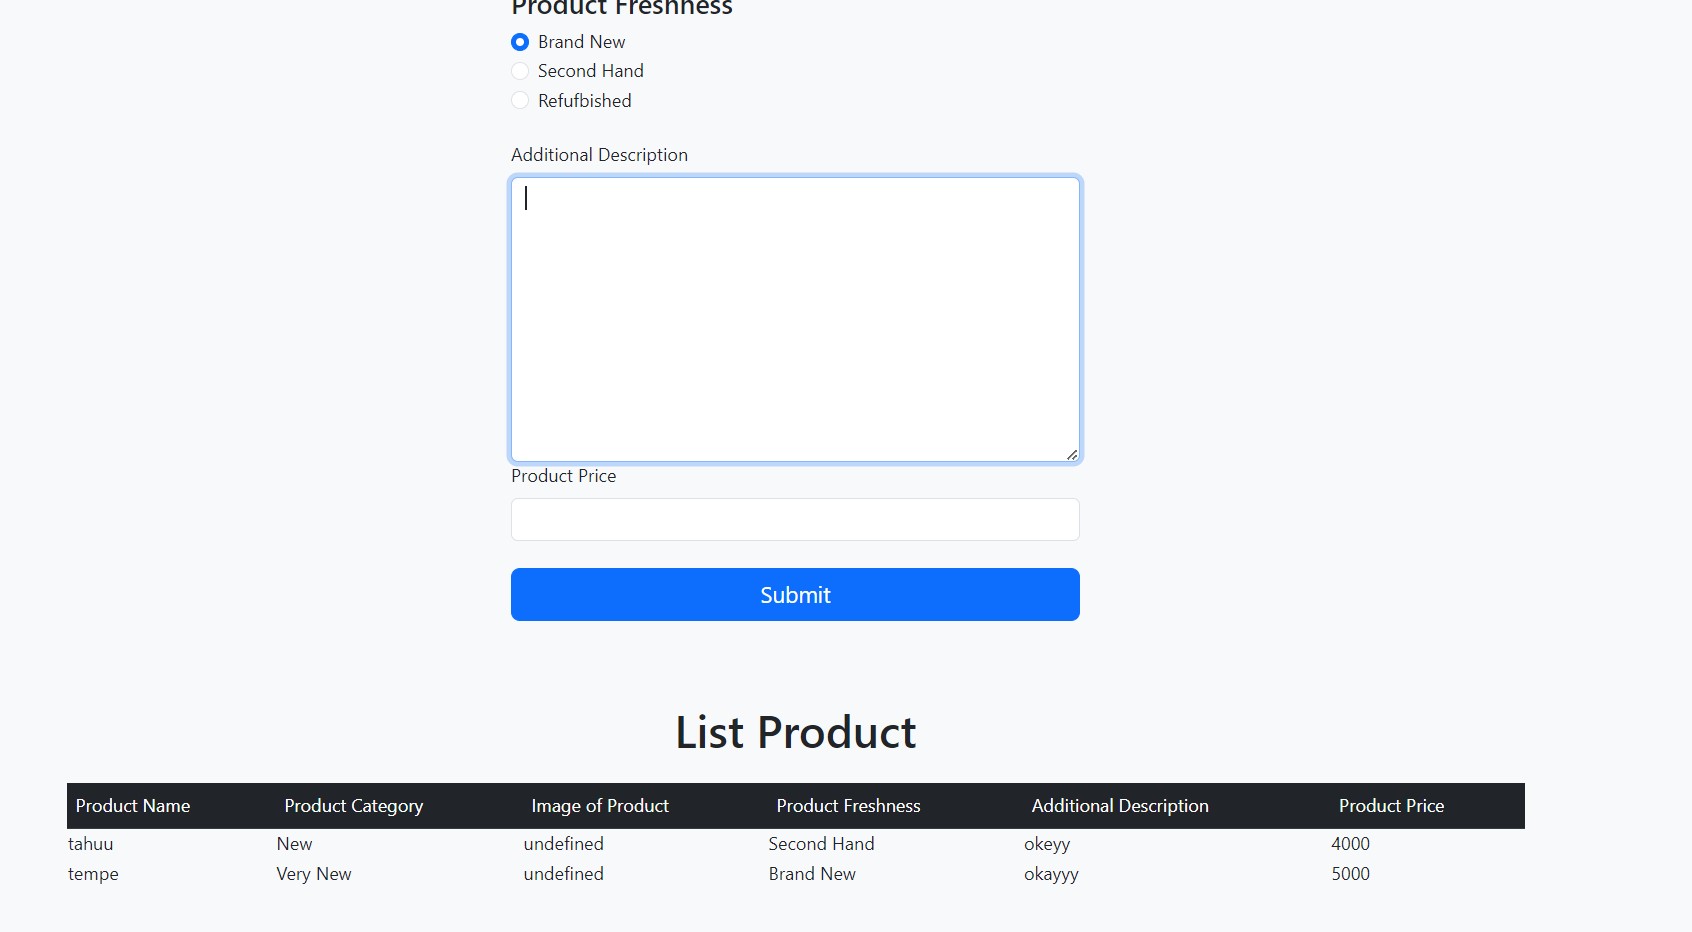 Product Freshness
Brand New
Second Hand
Refufbished
Additional Description
Product Price
Submit
List Product
Product Name Product Category Image of Product Product Freshness Additional Description Product Price
tahuu New undefined Second Hand okeyy 4000
tempe Very New undefined Brand New okayyy 5000